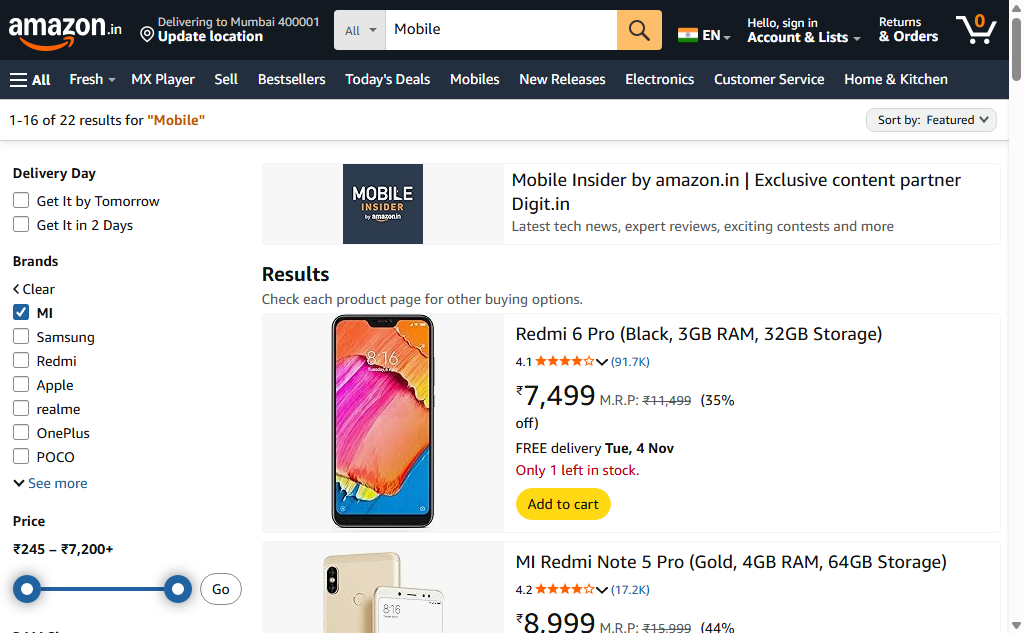 amazon.in
Delivering to Mumbai 400001
Update location
All
Mobile
EN
Hello, sign in
Account & Lists
Returns
& Orders
0
All
Fresh
MX Player
Sell
Bestsellers
Today's Deals
Mobiles
New Releases
Electronics
Customer Service
Home & Kitchen
1-16 of 22 results for "Mobile"
Sort by: Featured
Delivery Day
Get It by Tomorrow
Get It in 2 Days
Brands
Clear
MI
Samsung
Redmi
Apple
realme
OnePlus
POCO
See more
Price
₹245 – ₹7,200+
Go
MOBILE
INSIDER
by amazon.in
Mobile Insider by amazon.in | Exclusive content partner
Digit.in
Latest tech news, expert reviews, exciting contests and more
Results
Check each product page for other buying options.
8:16
Redmi 6 Pro (Black, 3GB RAM, 32GB Storage)
4.1 (91.7K)
₹7,499 M.R.P: ₹11,499 (35%
off)
FREE delivery Tue, 4 Nov
Only 1 left in stock.
Add to cart
8:16
MI Redmi Note 5 Pro (Gold, 4GB RAM, 64GB Storage)
4.2 (17.2K)
₹8,999 M.R.P: ₹15,999 (44%